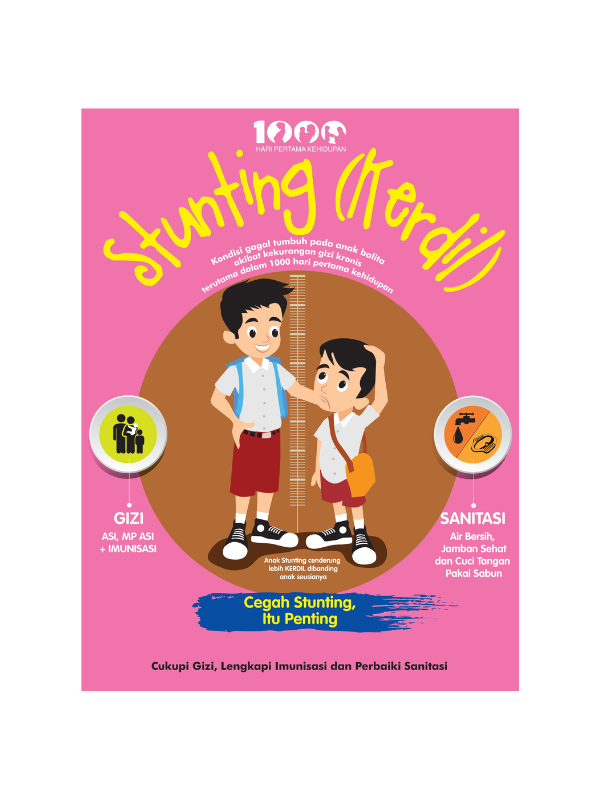 1000
HARI PERTAMA KEHIDUPAN
Stunting (Kerdil)
Kondisi gagal tumbuh pada anak balita
akibat kekurangan gizi kronis
terutama dalam 1000 hari pertama kehidupan
GIZI
ASI, MP ASI
+ IMUNISASI
SANITASI
Air Bersih,
Jamban Sehat
dan Cuci Tangan
Pakai Sabun
Anak Stunting cenderung
lebih KERDIL dibanding
anak seusianya
Cegah Stunting,
Itu Penting
Cukupi Gizi, Lengkapi Imunisasi dan Perbaiki Sanitasi